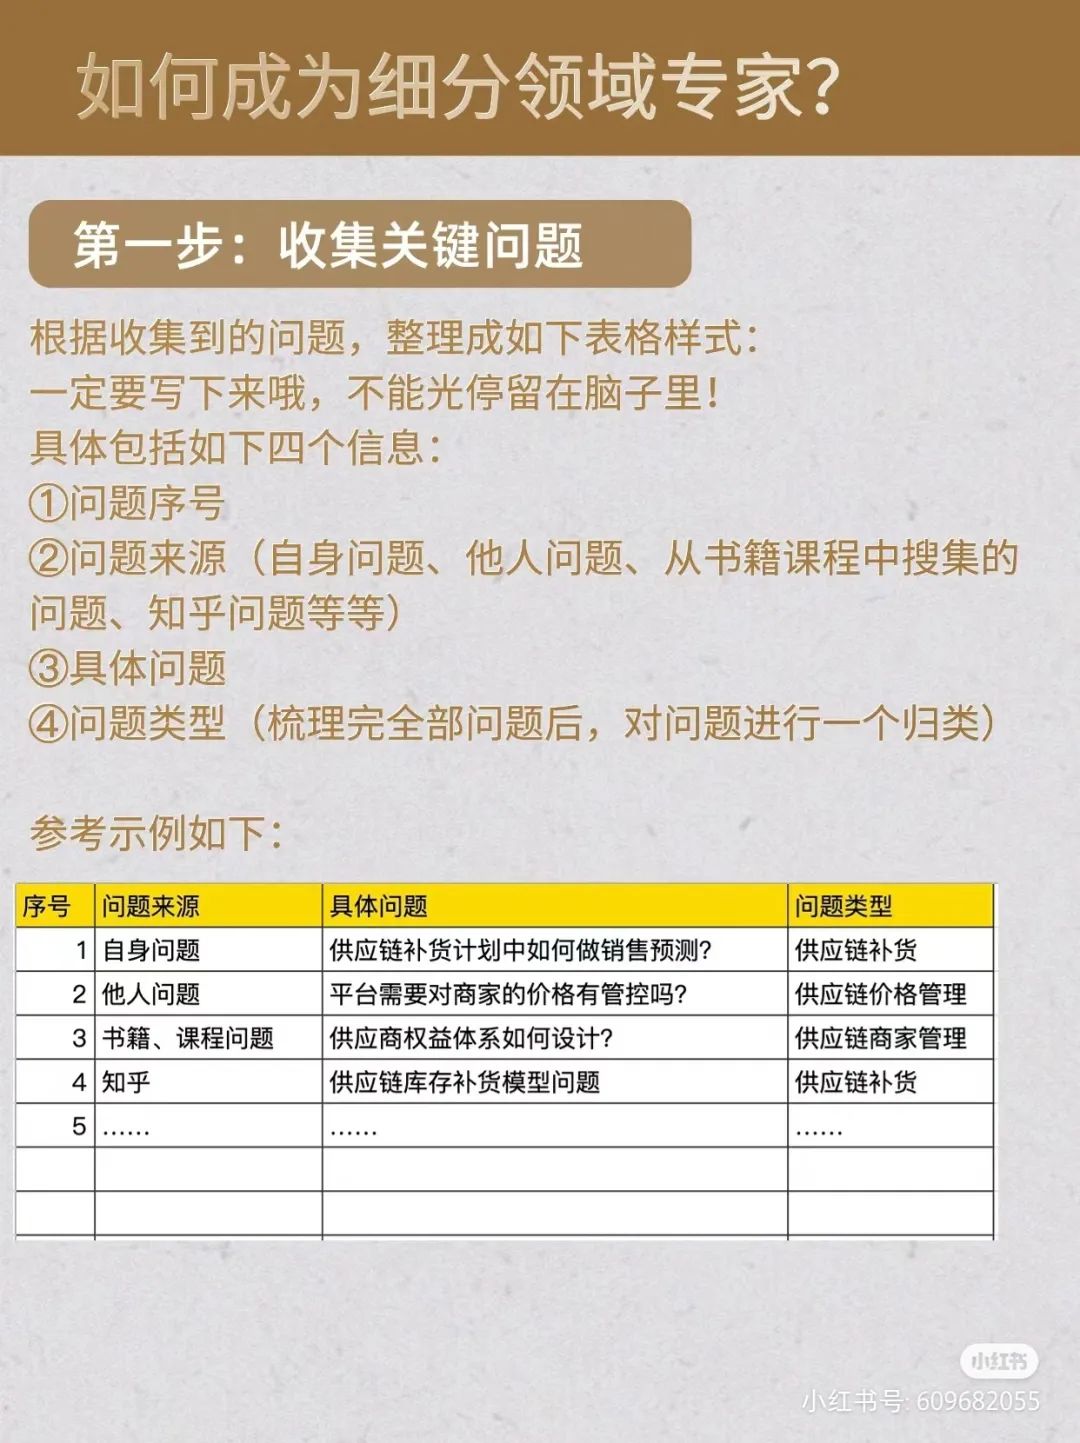 如何成为细分领域专家?
第一步：收集关键问题
根据收集到的问题，整理成如下表格样式：
一定要写下来哦，不能光停留在脑子里！
具体包括如下四个信息：
①问题序号
②问题来源（自身问题、他人问题、从书籍课程中搜集的
问题、知乎问题等等）
③具体问题
④问题类型（梳理完全部问题后，对问题进行一个归类）
参考示例如下：
序号 问题来源 具体问题 问题类型
1 自身问题 供应链补货计划中如何做销售预测? 供应链补货
2 他人问题 平台需要对商家的价格有管控吗? 供应链价格管理
3 书籍、课程问题 供应商权益体系如何设计? 供应链商家管理
4 知乎 供应链库存补货模型问题 供应链补货
5 …… …… ……
小红书
小红书号: 609682055